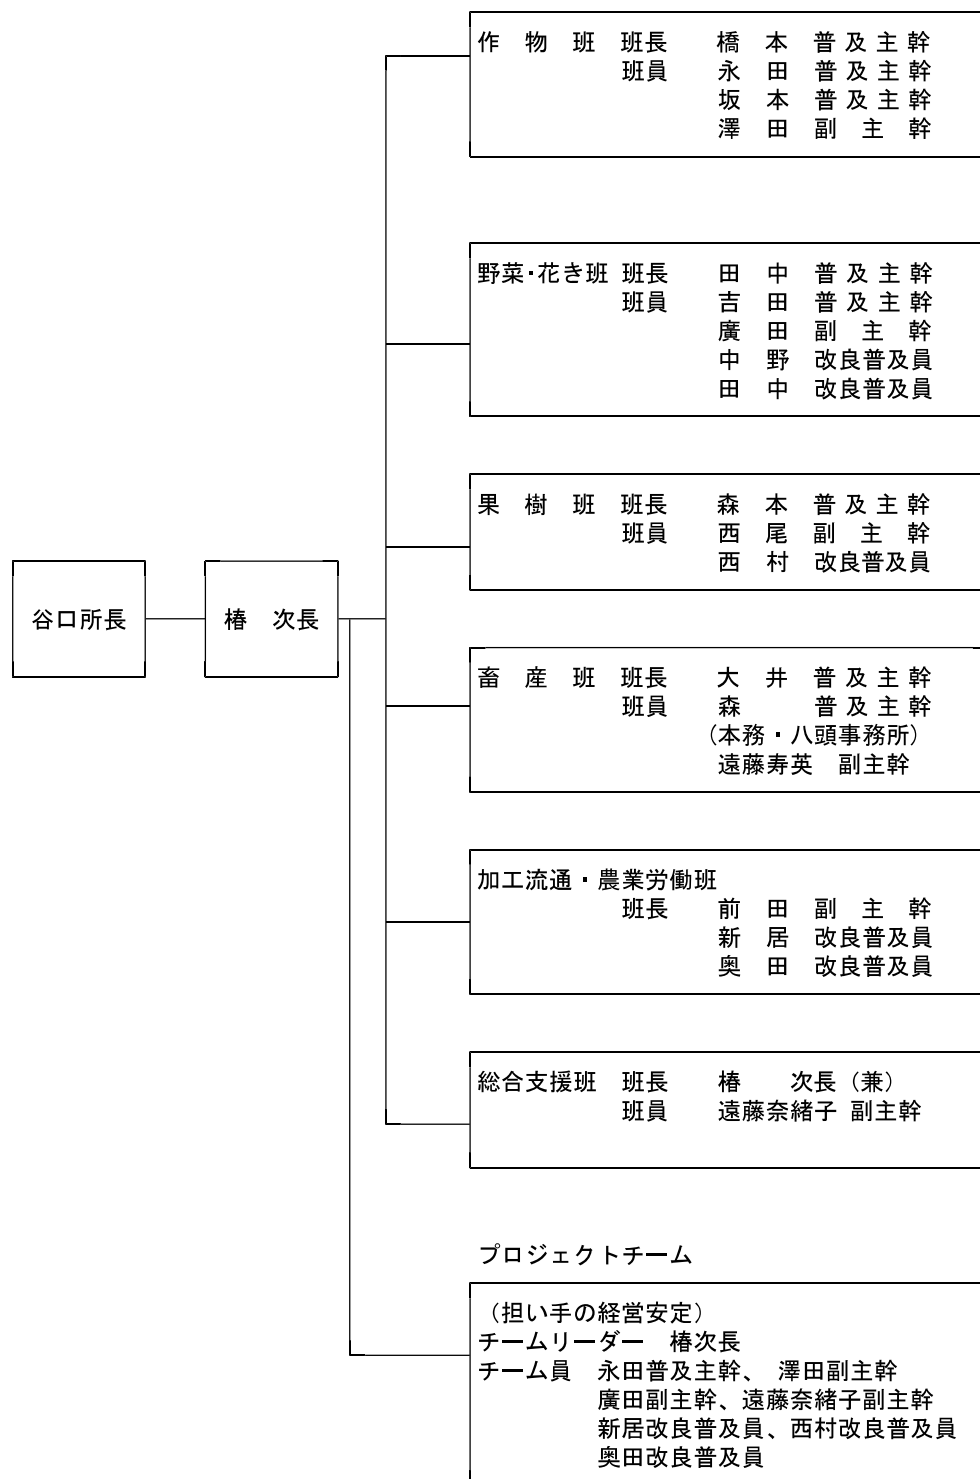 作　物　班　班長　　橋　本　普 及 主 幹
班員　　永　田　普 及 主 幹
坂　本　普 及 主 幹
澤　田　副　主　幹
野菜・花き班 班長　　田　中　普 及 主 幹
班員　　吉　田　普 及 主 幹
廣　田　副　主　幹
中　野　改良普及員
田　中　改良普及員
果　樹　班　班長　　森　本　普 及 主 幹
班員　　西　尾　副　主　幹
西　村　改良普及員
谷口所長
椿　次長
畜　産　班　班長　　大　井　普 及 主 幹
班員　　森　　　普 及 主 幹
（本務・八頭事務所）
遠藤寿英　副主幹
加工流通・農業労働班
班長　　前　田　副　主　幹
新　居　改良普及員
奥　田　改良普及員
総合支援班　班長　　椿　　次長（兼）
班員　　遠藤奈緒子 副主幹
プロジェクトチーム
（担い手の経営安定）
チームリーダー　椿次長
チーム員　永田普及主幹、 澤田副主幹
廣田副主幹、遠藤奈緒子副主幹
新居改良普及員、西村改良普及員
奥田改良普及員